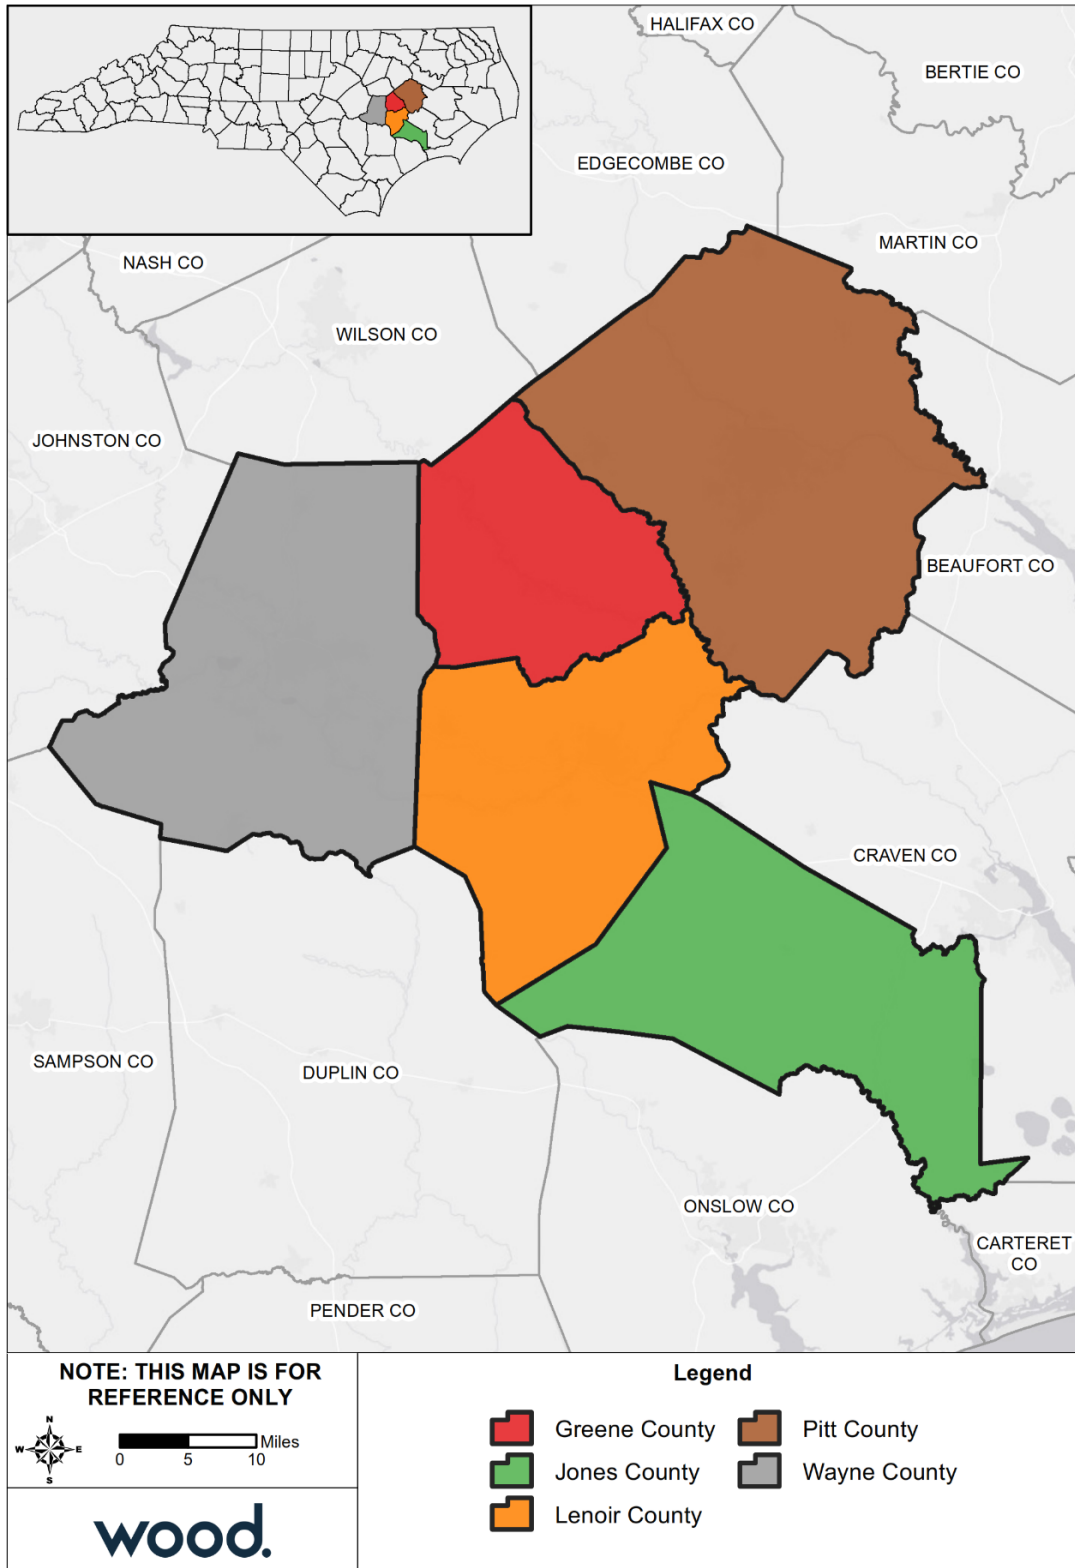 HALIFAX CO
BERTIE CO
EDGECOMBE CO
MARTIN CO
NASH CO
WILSON CO
JOHNSTON CO
BEAUFORT CO
CRAVEN CO
SAMPSON CO
DUPLIN CO
ONSLOW CO
CARTERET
CO
PENDER CO
NOTE: THIS MAP IS FOR
REFERENCE ONLY
N
W E
S
Miles
0 5 10
wood.
Legend
Greene County
Jones County
Lenoir County
Pitt County
Wayne County